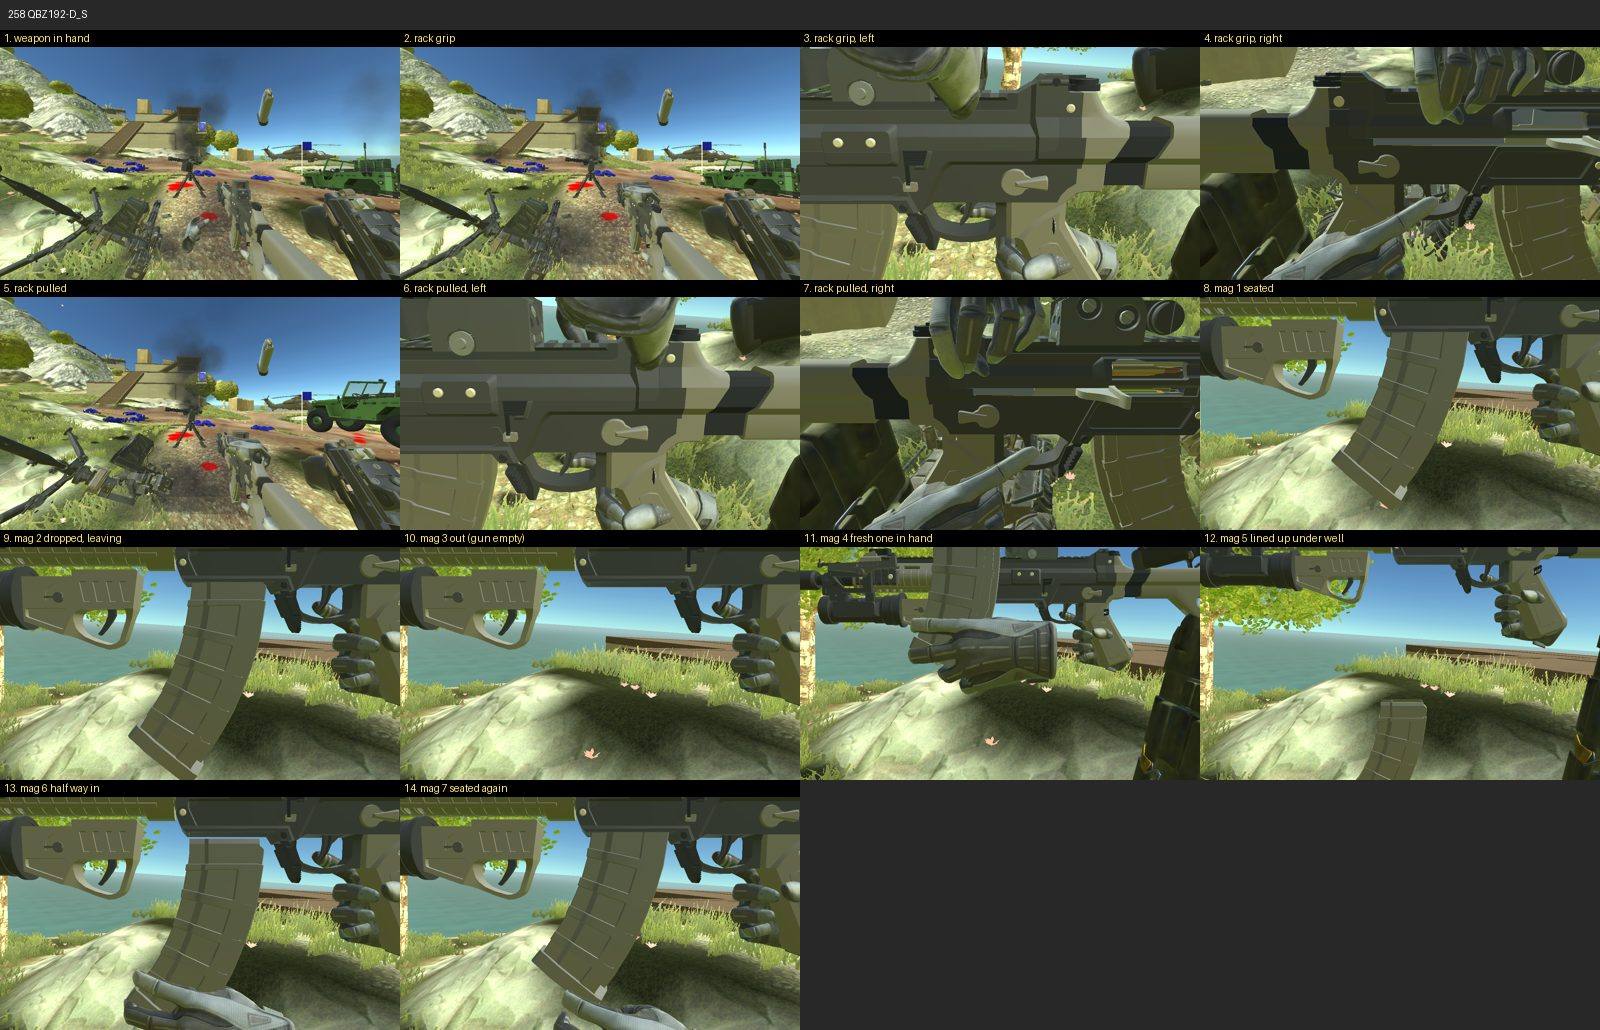 258 QBZ192-D_S
1. weapon in hand
2. rack grip
3. rack grip, left
4. rack grip, right
5. rack pulled
6. rack pulled, left
7. rack pulled, right
8. mag 1 seated
9. mag 2 dropped, leaving
10. mag 3 out (gun empty)
11. mag 4 fresh one in hand
12. mag 5 lined up under well
13. mag 6 half way in
14. mag 7 seated again